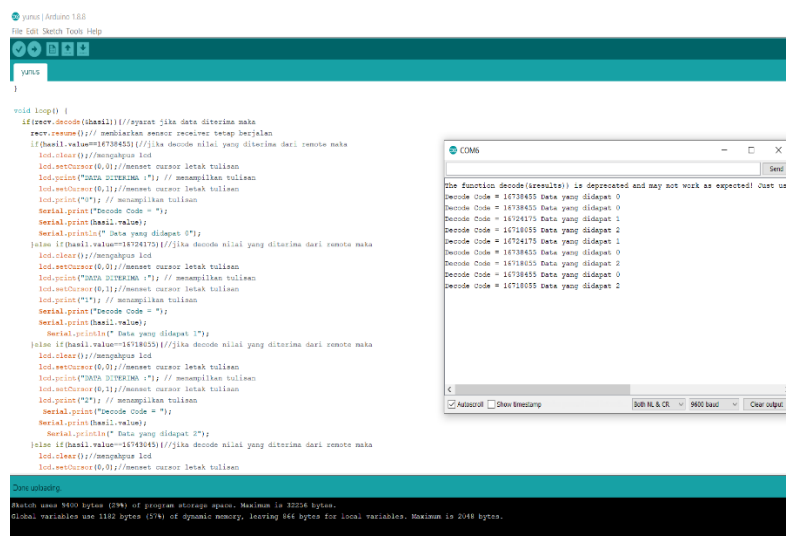 yunus | Arduino 1.8.8
File Edit Sketch Tools Help
yunus
}
void loop() {
if(recv.decode(&hasil)){//syarat jika data diterima maka
recv.resume();// membiarkan sensor receiver tetap berjalan
if(hasil.value==16738455){//jika decode nilai yang diterima dari remote maka
lcd.clear();//mengahpus lcd
lcd.setCursor(0,0);//menset cursor letak tulisan
lcd.print("DATA DITERIMA :"); // menampilkan tulisan
lcd.setCursor(0,1);//menset cursor letak tulisan
lcd.print("0"); // menampilkan tulisan
Serial.print("Decode Code = ");
Serial.print(hasil.value);
Serial.println(" Data yang didapat 0");
}else if(hasil.value==16724175){//jika decode nilai yang diterima dari remote maka
lcd.clear();//mengahpus lcd
lcd.setCursor(0,0);//menset cursor letak tulisan
lcd.print("DATA DITERIMA :"); // menampilkan tulisan
lcd.setCursor(0,1);//menset cursor letak tulisan
lcd.print("1"); // menampilkan tulisan
Serial.print("Decode Code = ");
Serial.print(hasil.value);
Serial.println(" Data yang didapat 1");
}else if(hasil.value==16718055){//jika decode nilai yang diterima dari remote maka
lcd.clear();//mengahpus lcd
lcd.setCursor(0,0);//menset cursor letak tulisan
lcd.print("DATA DITERIMA :"); // menampilkan tulisan
lcd.setCursor(0,1);//menset cursor letak tulisan
lcd.print("2"); // menampilkan tulisan
Serial.print("Decode Code = ");
Serial.print(hasil.value);
Serial.println(" Data yang didapat 2");
}else if(hasil.value==16743045){//jika decode nilai yang diterima dari remote maka
lcd.clear();//mengahpus lcd
lcd.setCursor(0,0);//menset cursor letak tulisan
COM6
Send
The function decode(&results)) is deprecated and may not work as expected! Just us
Decode Code = 16738455 Data yang didapat 0
Decode Code = 16738455 Data yang didapat 0
Decode Code = 16724175 Data yang didapat 1
Decode Code = 16718055 Data yang didapat 2
Decode Code = 16724175 Data yang didapat 1
Decode Code = 16738455 Data yang didapat 0
Decode Code = 16718055 Data yang didapat 2
Decode Code = 16738455 Data yang didapat 0
Decode Code = 16718055 Data yang didapat 2
Autoscroll Show timestamp Both NL & CR 9600 baud Clear output
Done uploading.
Sketch uses 9400 bytes (29%) of program storage space. Maximum is 32256 bytes.
Global variables use 1182 bytes (57%) of dynamic memory, leaving 866 bytes for local variables. Maximum is 2048 bytes.